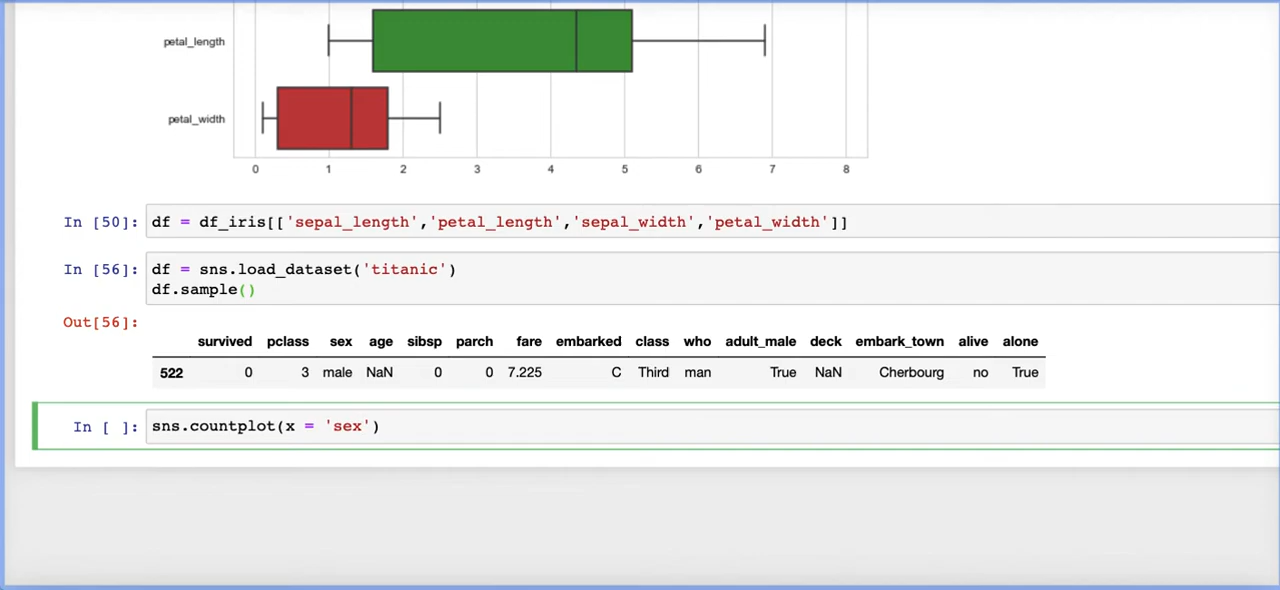 petal_length
petal_width
0 1 2 3 4 5 6 7 8
In [50]: df = df_iris[['sepal_length','petal_length','sepal_width','petal_width']]
In [56]: df = sns.load_dataset('titanic')
df.sample()
Out[56]:
survived pclass sex age sibsp parch fare embarked class who adult_male deck embark_town alive alone
522 0 3 male NaN 0 0 7.225 C Third man True NaN Cherbourg no True
In [ ]: sns.countplot(x = 'sex')